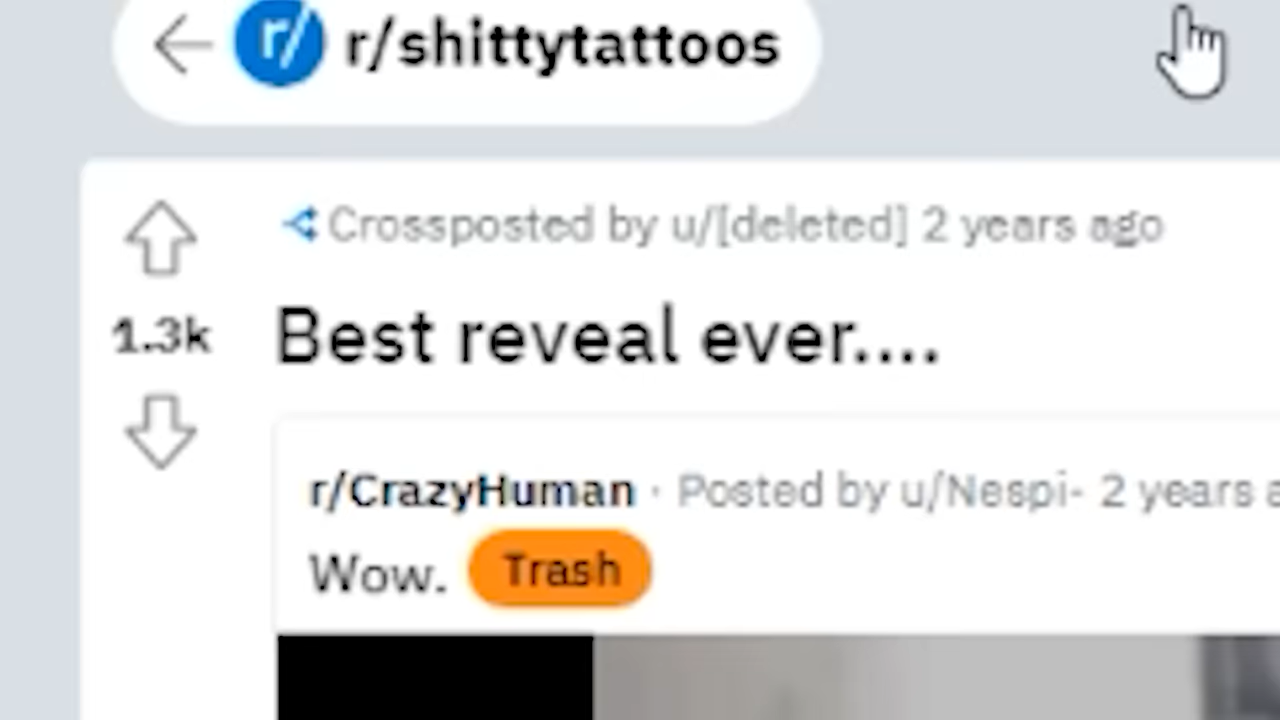 r/ r/shittytattoos
Crossposted by u/[deleted] 2 years ago
1.3k
Best reveal ever....
r/CrazyHuman · Posted by u/Nespi- 2 years a
Wow. Trash